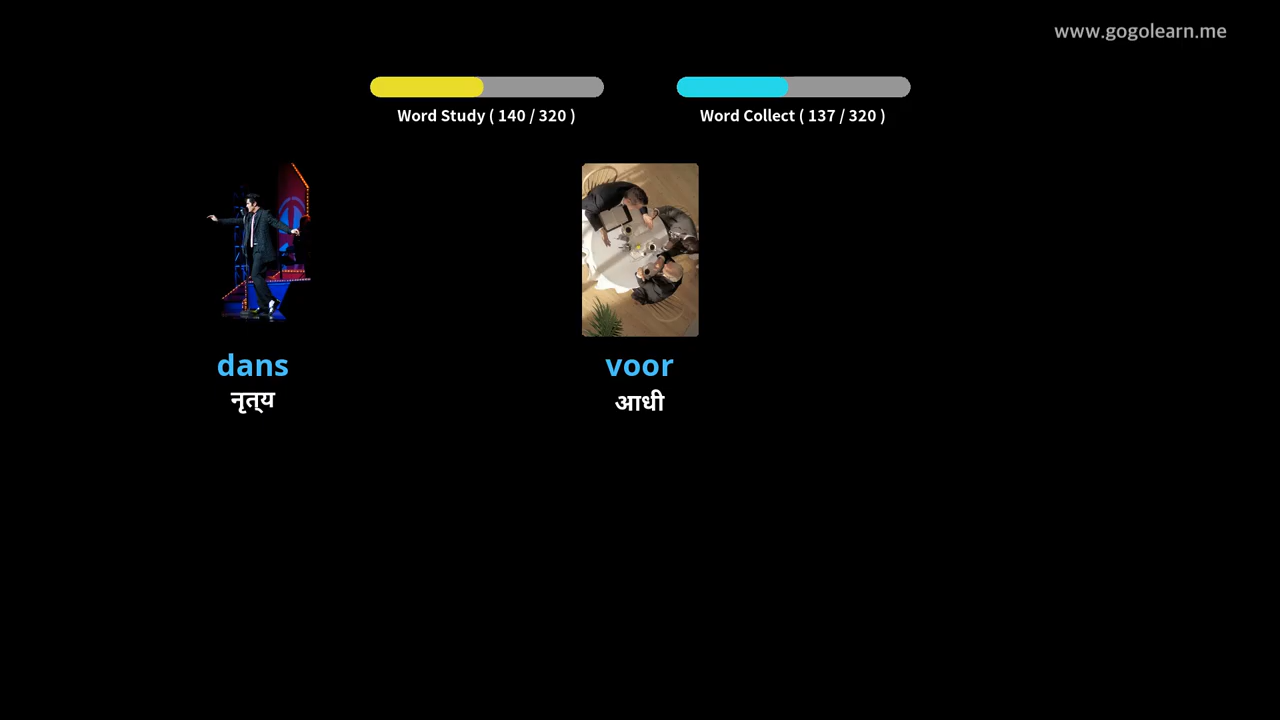 www.gogolearn.me
Word Study ( 140 / 320 )
Word Collect ( 137 / 320 )
dans
नृत्य
voor
आधी